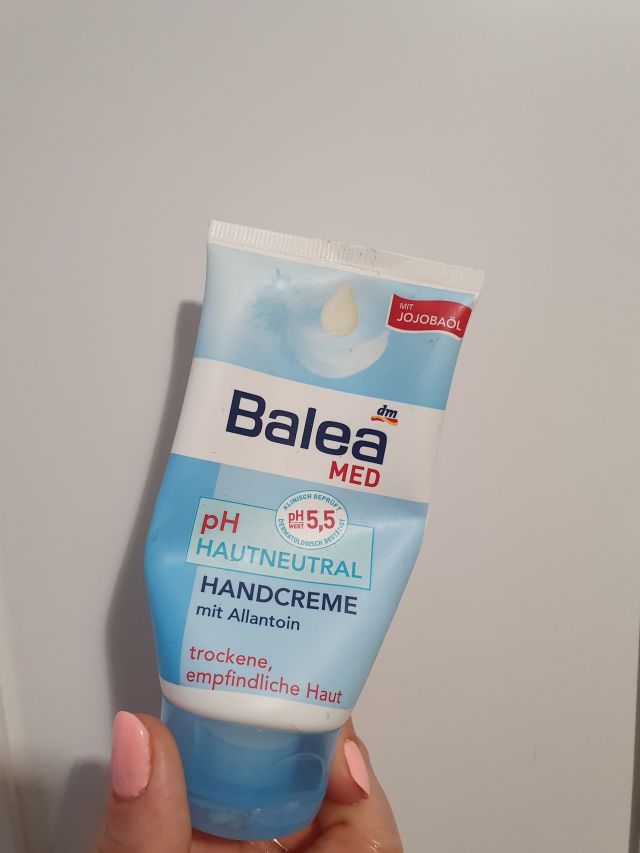 MIT
JOJOBAÖL
dm
Balea
MED
KLINISCH GEPRÜFT
pH 5,5
WERT
DERMATOLOGISCH BESTÄTIGT
pH
HAUTNEUTRAL
HANDCREME
mit Allantoin
trockene,
empfindliche Haut